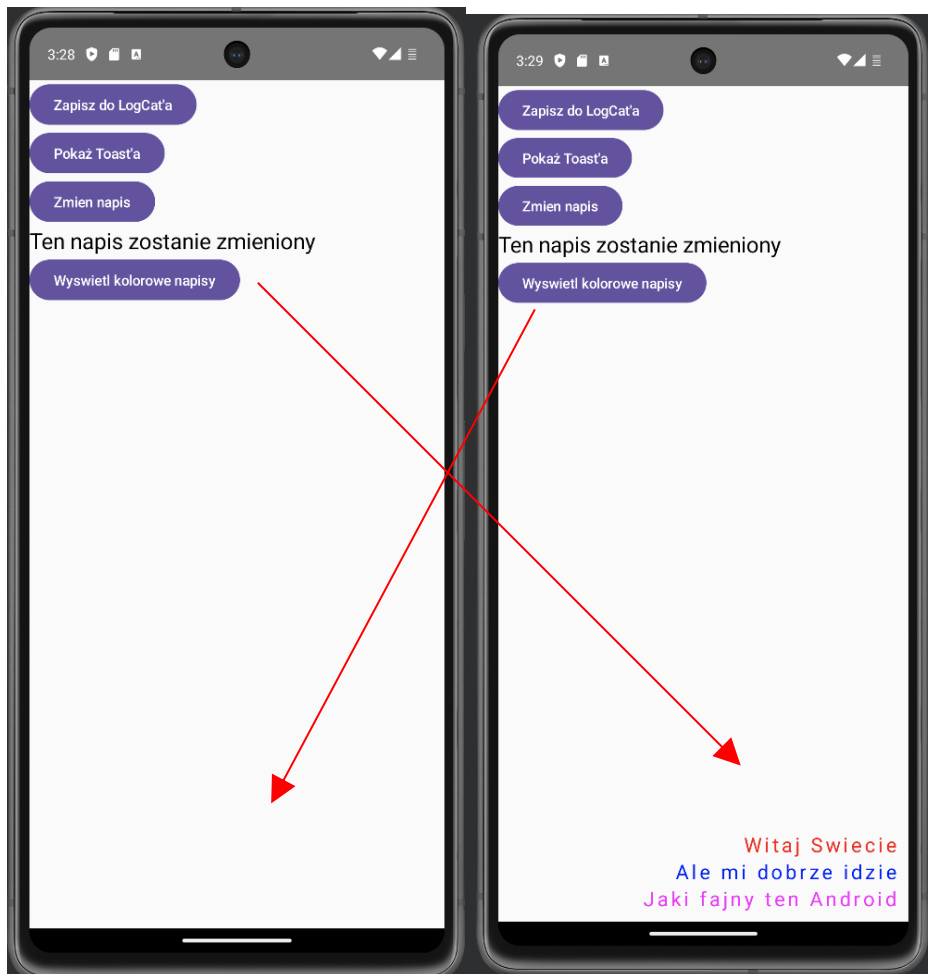 3:28
Zapisz do LogCat'a
Pokaż Toast'a
Zmien napis
Ten napis zostanie zmieniony
Wyswietl kolorowe napisy
3:29
Zapisz do LogCat'a
Pokaż Toast'a
Zmien napis
Ten napis zostanie zmieniony
Wyswietl kolorowe napisy
Witaj Swiecie
Ale mi dobrze idzie
Jaki fajny ten Android